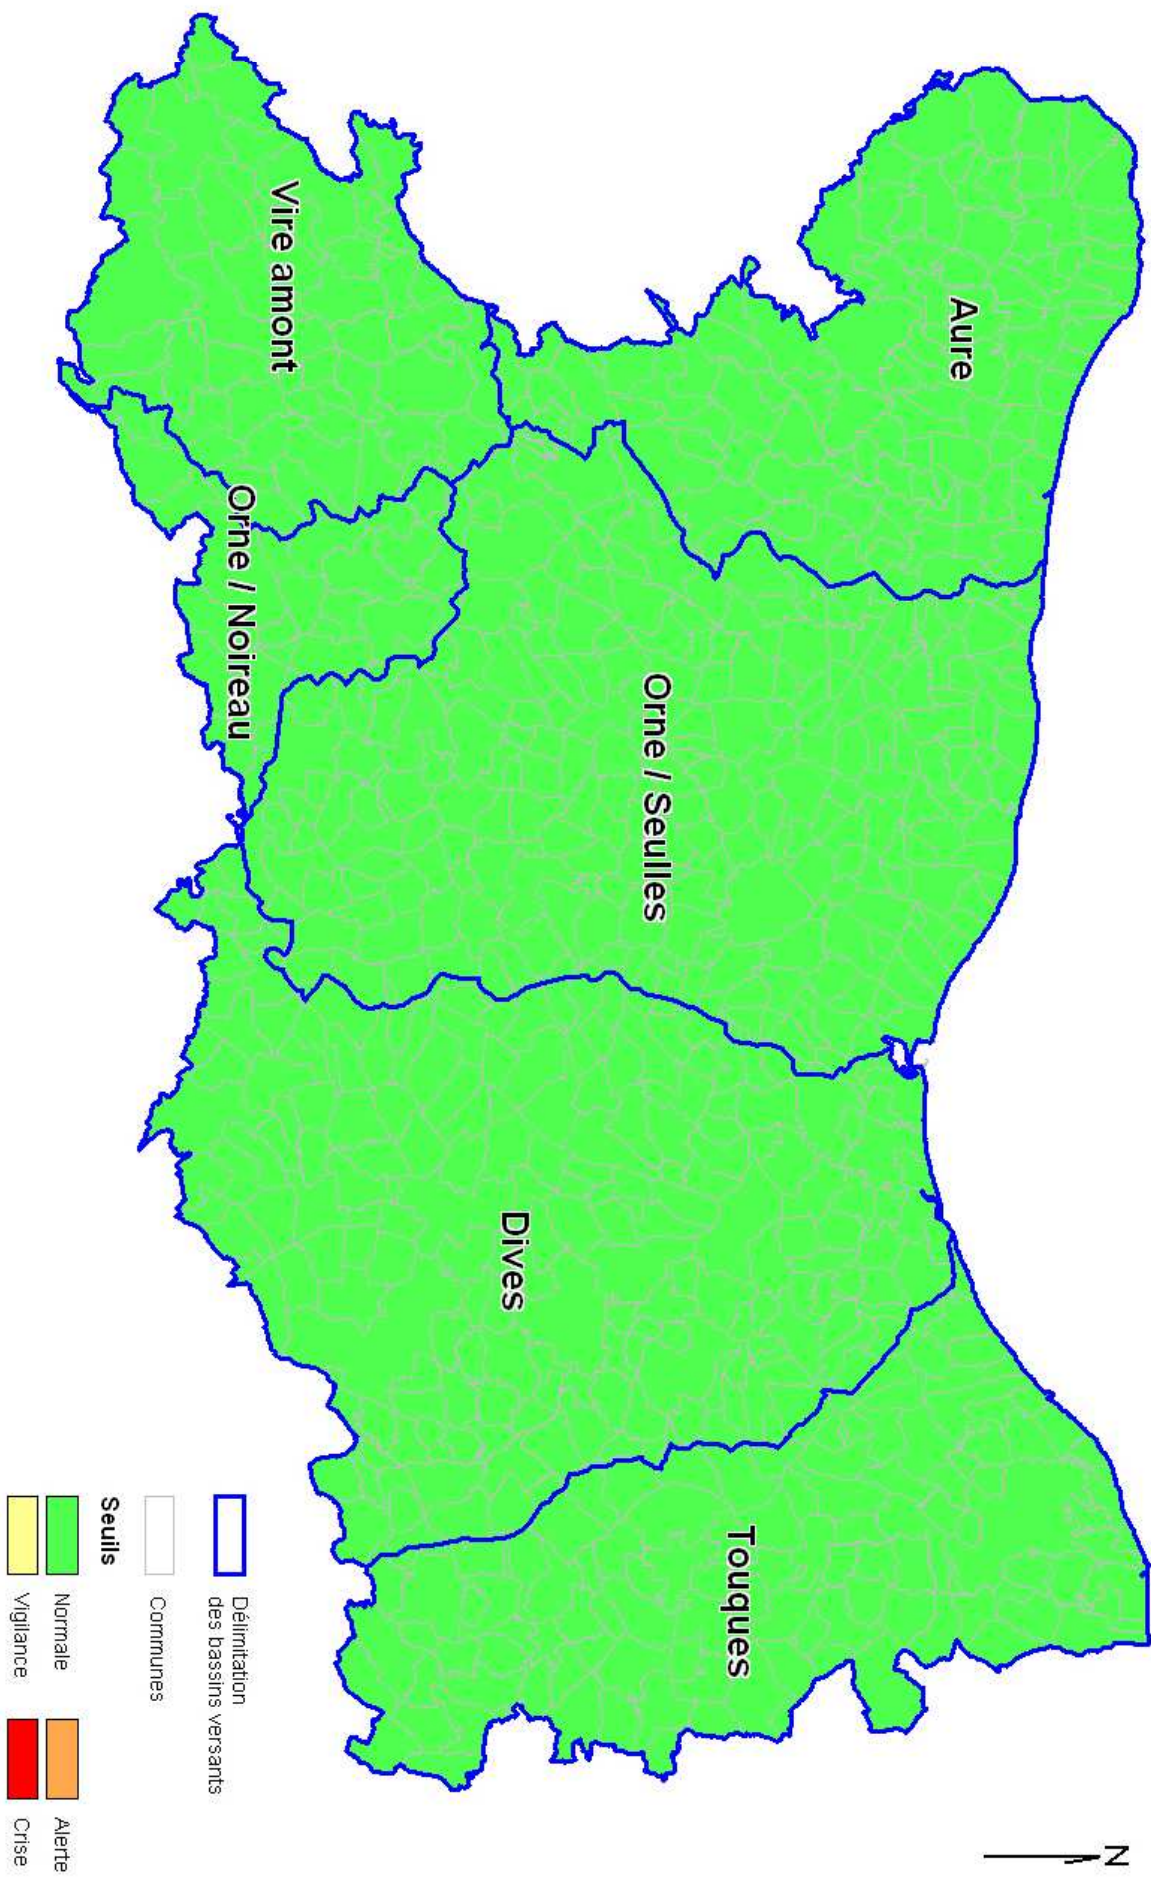 N
Aure
Orne / Seulles
Touques
Dives
Vire amont
Orne / Noireau
Délimitation
des bassins versants
Communes
Seuils
Normale
Alerte
Vigilance
Crise